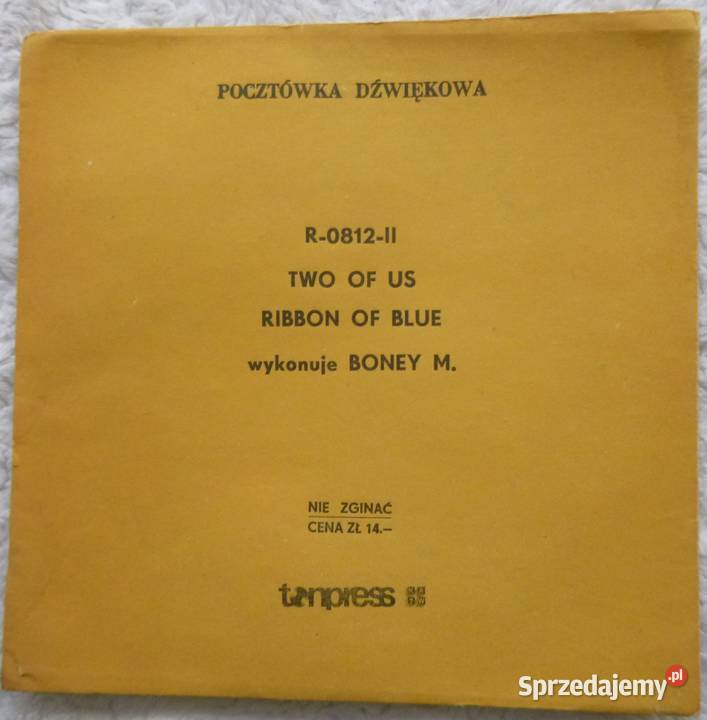 POCZTÓWKA DŹWIĘKOWA
R-0812-II
TWO OF US
RIBBON OF BLUE
wykonuje BONEY M.
NIE ZGINAĆ
CENA ZŁ 14.—
tonpress
Sprzedajemy.pl